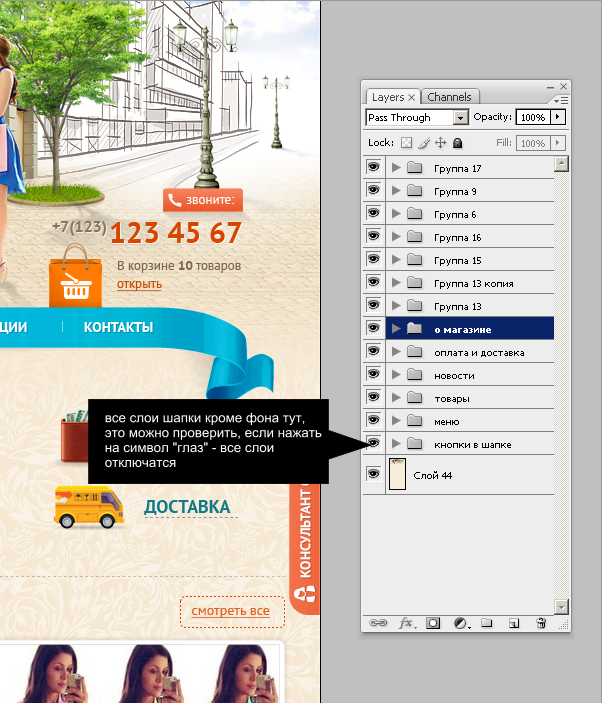 звоните:
+7(123) 123 45 67
В корзине 10 товаров
открыть
ЦИИ
КОНТАКТЫ
все слои шапки кроме фона тут,
это можно проверить, если нажать
на символ "глаз" - все слои
отключатся
ДОСТАВКА
КОНСУЛЬТАНТ
смотреть все
Layers × Channels
Pass Through Opacity: 100%
Lock: Fill: 100%
Группа 17
Группа 9
Группа 6
Группа 16
Группа 15
Группа 13 копия
Группа 13
о магазине
оплата и доставка
новости
товары
меню
кнопки в шапке
Слой 44
fx